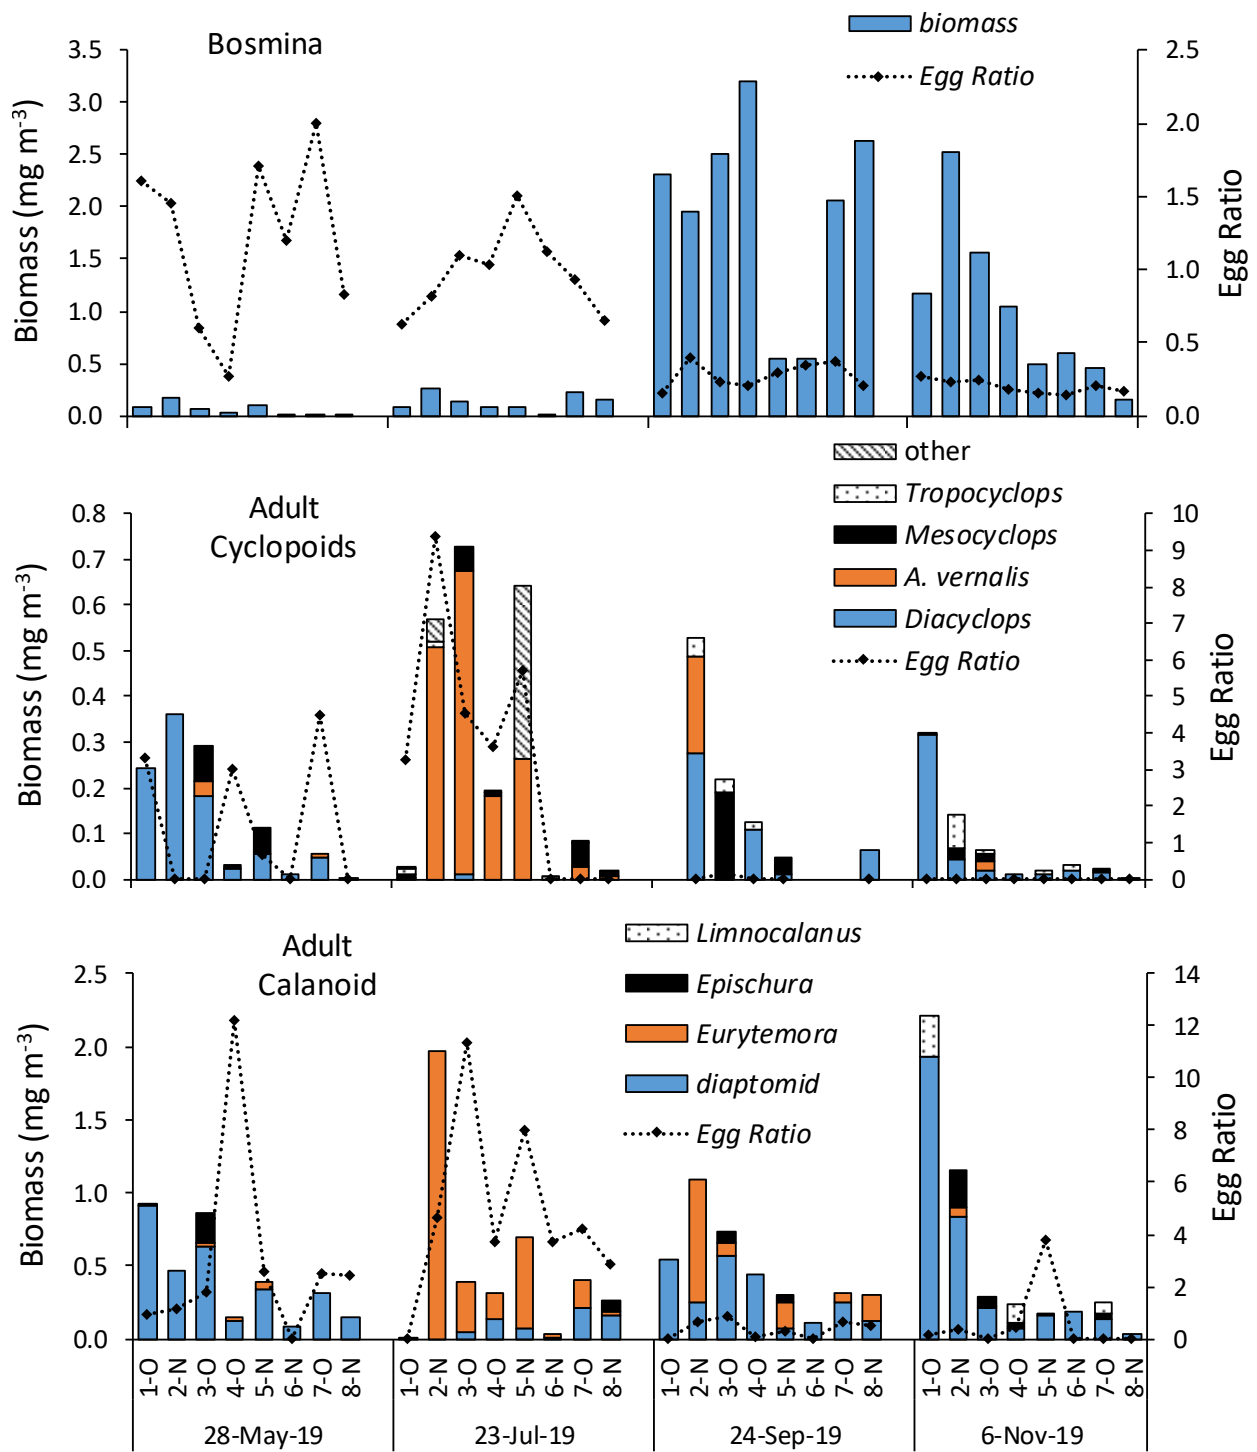 Bosmina
biomass
Egg Ratio
3.5
3.0
2.5
2.0
1.5
1.0
0.5
0.0
Biomass (mg m-3)
2.5
2.0
1.5
1.0
0.5
0.0
Egg Ratio
Adult
Cyclopoids
other
Tropocyclops
Mesocyclops
A. vernalis
Diacyclops
Egg Ratio
0.8
0.7
0.6
0.5
0.4
0.3
0.2
0.1
0.0
Biomass (mg m-3)
10
9
8
7
6
5
4
3
2
1
0
Egg Ratio
Adult
Calanoid
Limnocalanus
Epischura
Eurytemora
diaptomid
Egg Ratio
2.5
2.0
1.5
1.0
0.5
0.0
Biomass (mg m-3)
14
12
10
8
6
4
2
0
Egg Ratio
1-O 2-N 3-O 4-O 5-N 6-N 7-O 8-N 1-O 2-N 3-O 4-O 5-N 6-N 7-O 8-N 1-O 2-N 3-O 4-O 5-N 6-N 7-O 8-N 1-O 2-N 3-O 4-O 5-N 6-N 7-O 8-N
28-May-19 23-Jul-19 24-Sep-19 6-Nov-19